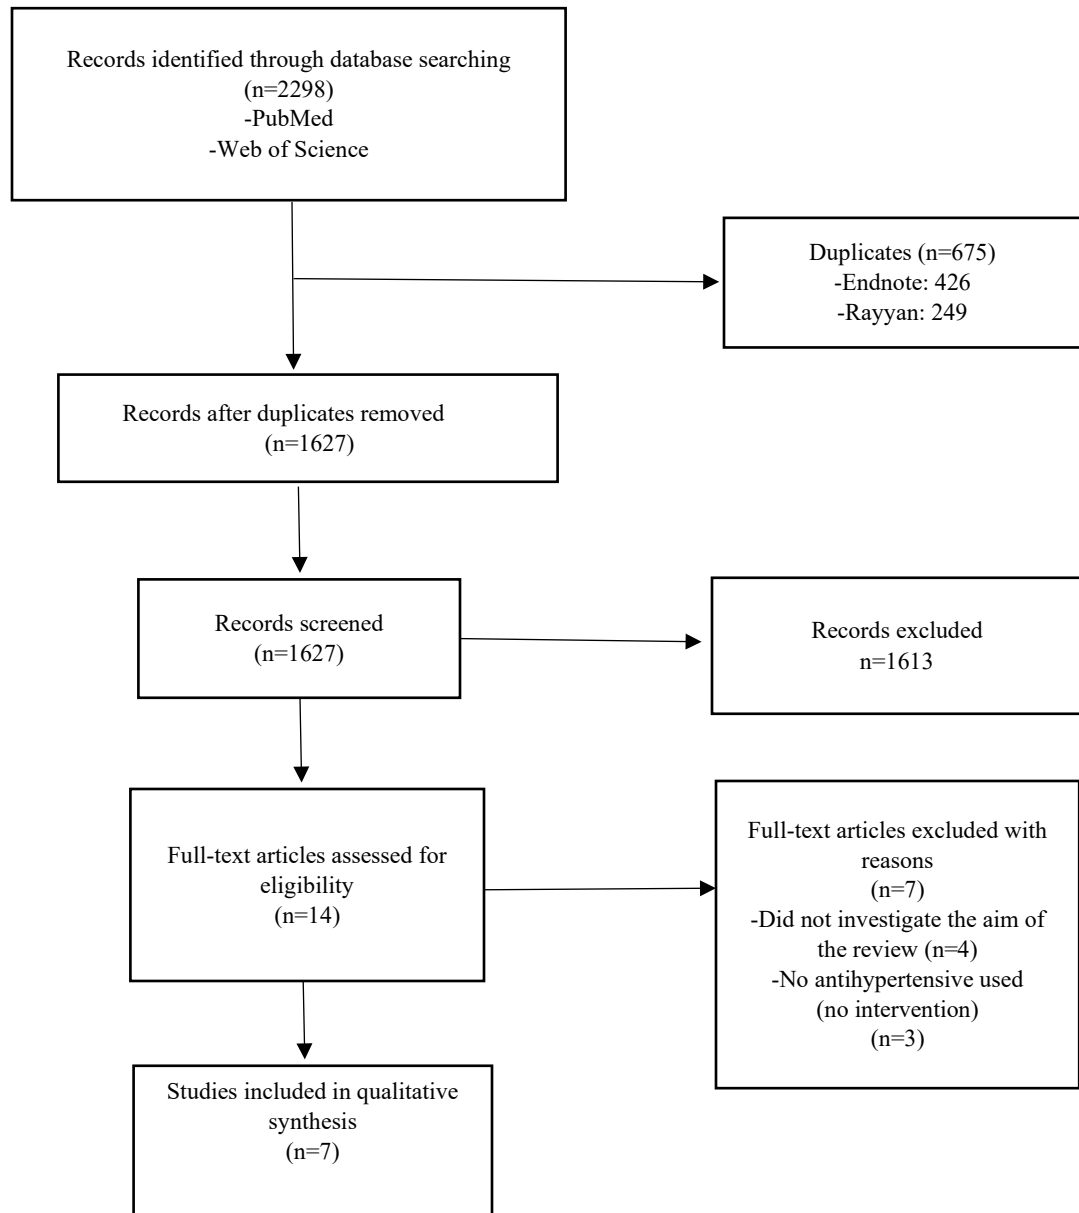 Records identified through database searching
(n=2298)
-PubMed
-Web of Science
Duplicates (n=675)
-Endnote: 426
-Rayyan: 249
Records after duplicates removed
(n=1627)
Records screened
(n=1627)
Records excluded
n=1613
Full-text articles assessed for
eligibility
(n=14)
Full-text articles excluded with
reasons
(n=7)
-Did not investigate the aim of
the review (n=4)
-No antihypertensive used
(no intervention)
(n=3)
Studies included in qualitative
synthesis
(n=7)